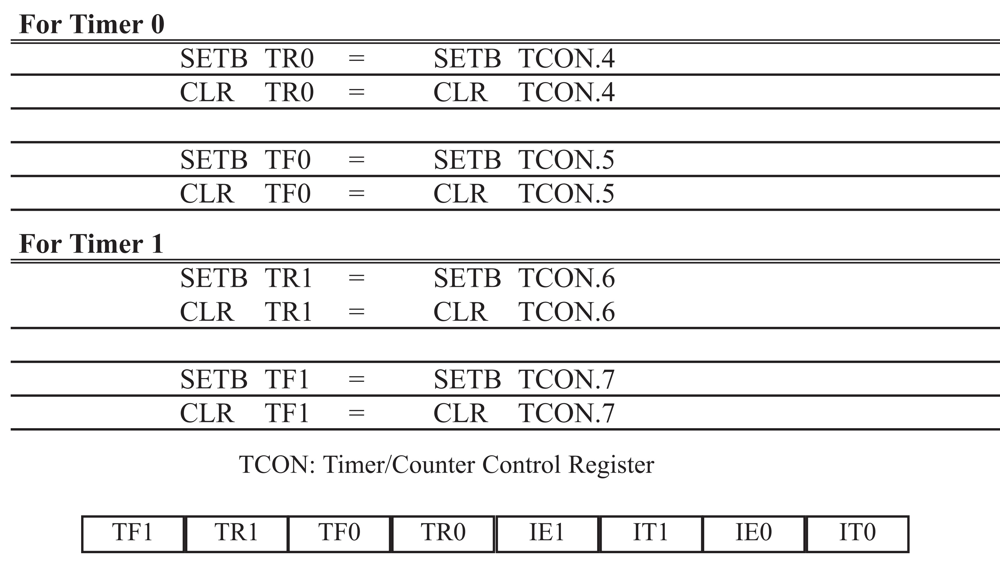 For Timer 0
SETB TR0 = SETB TCON.4
CLR TR0 = CLR TCON.4
SETB TF0 = SETB TCON.5
CLR TF0 = CLR TCON.5
For Timer 1
SETB TR1 = SETB TCON.6
CLR TR1 = CLR TCON.6
SETB TF1 = SETB TCON.7
CLR TF1 = CLR TCON.7
TCON: Timer/Counter Control Register
TF1 TR1 TF0 TR0 IE1 IT1 IE0 IT0